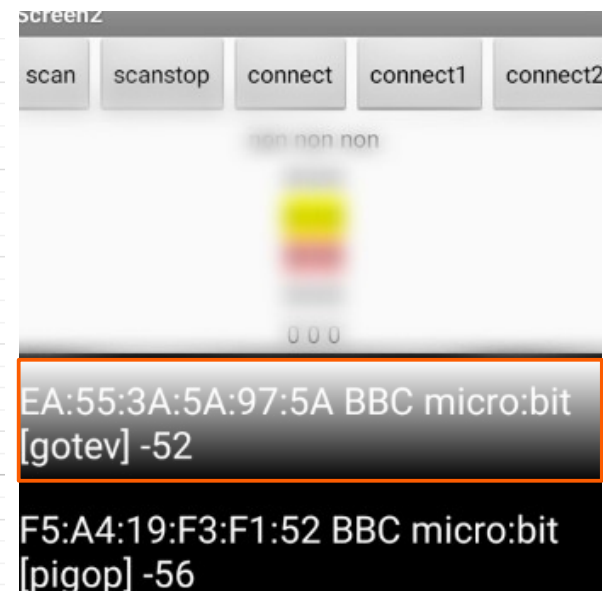 Screen2
scan scanstop connect connect1 connect2
non non non
0 0 0
EA:55:3A:5A:97:5A BBC micro:bit
[gotev] -52
F5:A4:19:F3:F1:52 BBC micro:bit
[pigop] -56